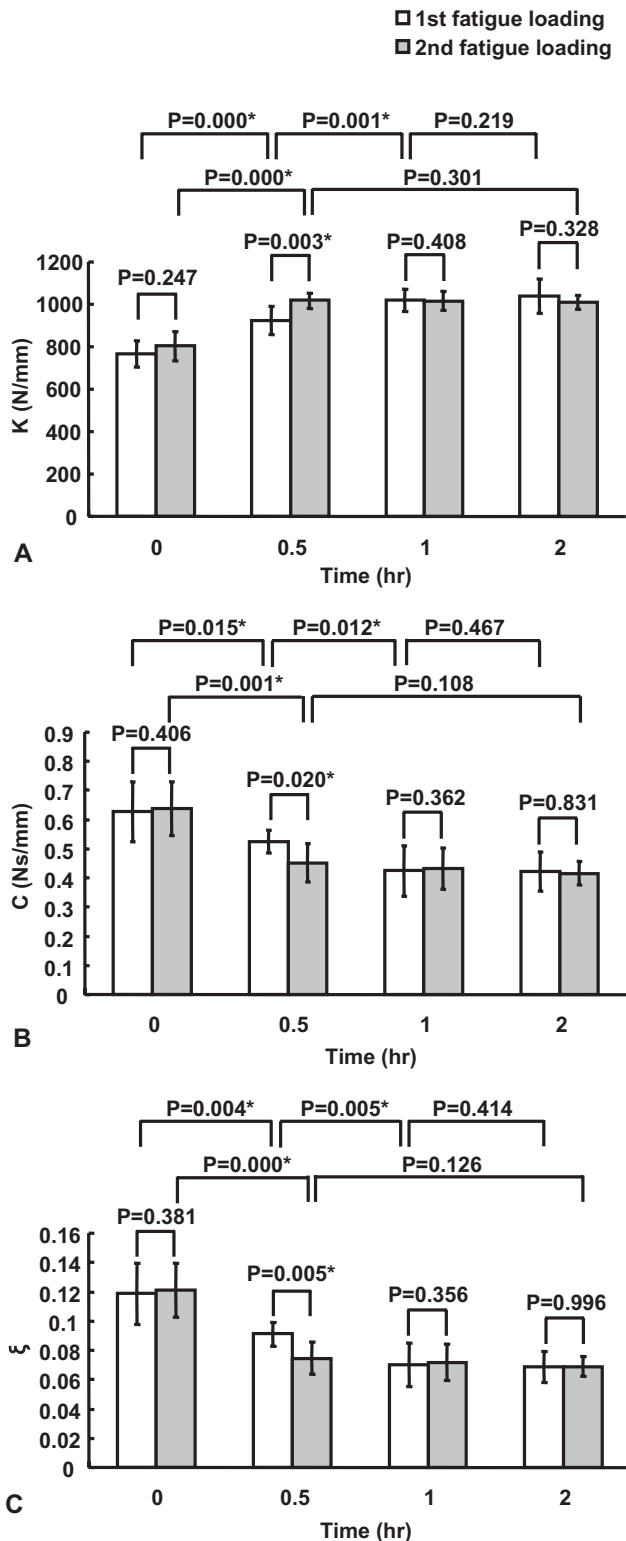 1st fatigue loading
2nd fatigue loading
P=0.000*
P=0.001*
P=0.219
P=0.000*
P=0.301
P=0.247
P=0.003*
P=0.408
P=0.328
1200
1000
800
600
400
200
0
K (N/mm)
0 0.5 1 2
Time (hr)
A
P=0.015*
P=0.012*
P=0.467
P=0.001*
P=0.108
P=0.406
P=0.020*
P=0.362
P=0.831
0.9
0.8
0.7
0.6
0.5
0.4
0.3
0.2
0.1
0
C (Ns/mm)
0 0.5 1 2
Time (hr)
B
P=0.004*
P=0.005*
P=0.414
P=0.000*
P=0.126
P=0.381
P=0.005*
P=0.356
P=0.996
0.16
0.14
0.12
0.1
0.08
0.06
0.04
0.02
0
ξ
0 0.5 1 2
Time (hr)
C